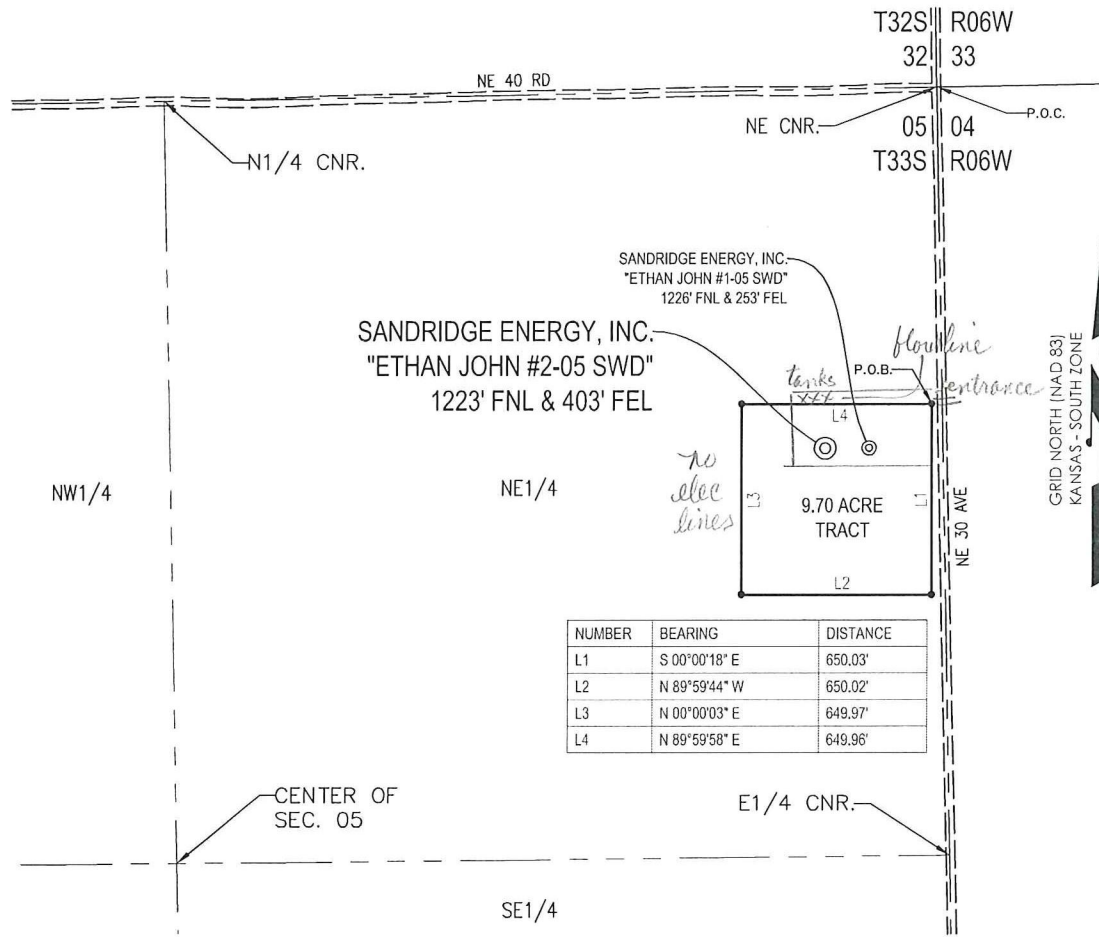 T32S R06W
32 33
NE 40 RD
NE CNR.
P.O.C.
05 04
T33S R06W
N1/4 CNR.
SANDRIDGE ENERGY, INC.
"ETHAN JOHN #1-05 SWD"
1226' FNL & 253' FEL
SANDRIDGE ENERGY, INC.
"ETHAN JOHN #2-05 SWD"
1223' FNL & 403' FEL
flowline
tanks
xxx
P.O.B.
entrance
L4
GRID NORTH (NAD 83)
KANSAS - SOUTH ZONE
no
elec
lines
NW1/4
NE1/4
L3
9.70 ACRE
TRACT
L1
NE 30 AVE
L2
NUMBER BEARING DISTANCE
L1 S 00°00'18" E 650.03'
L2 N 89°59'44" W 650.02'
L3 N 00°00'03" E 649.97'
L4 N 89°59'58" E 649.96'
CENTER OF
SEC. 05
E1/4 CNR.
SE1/4